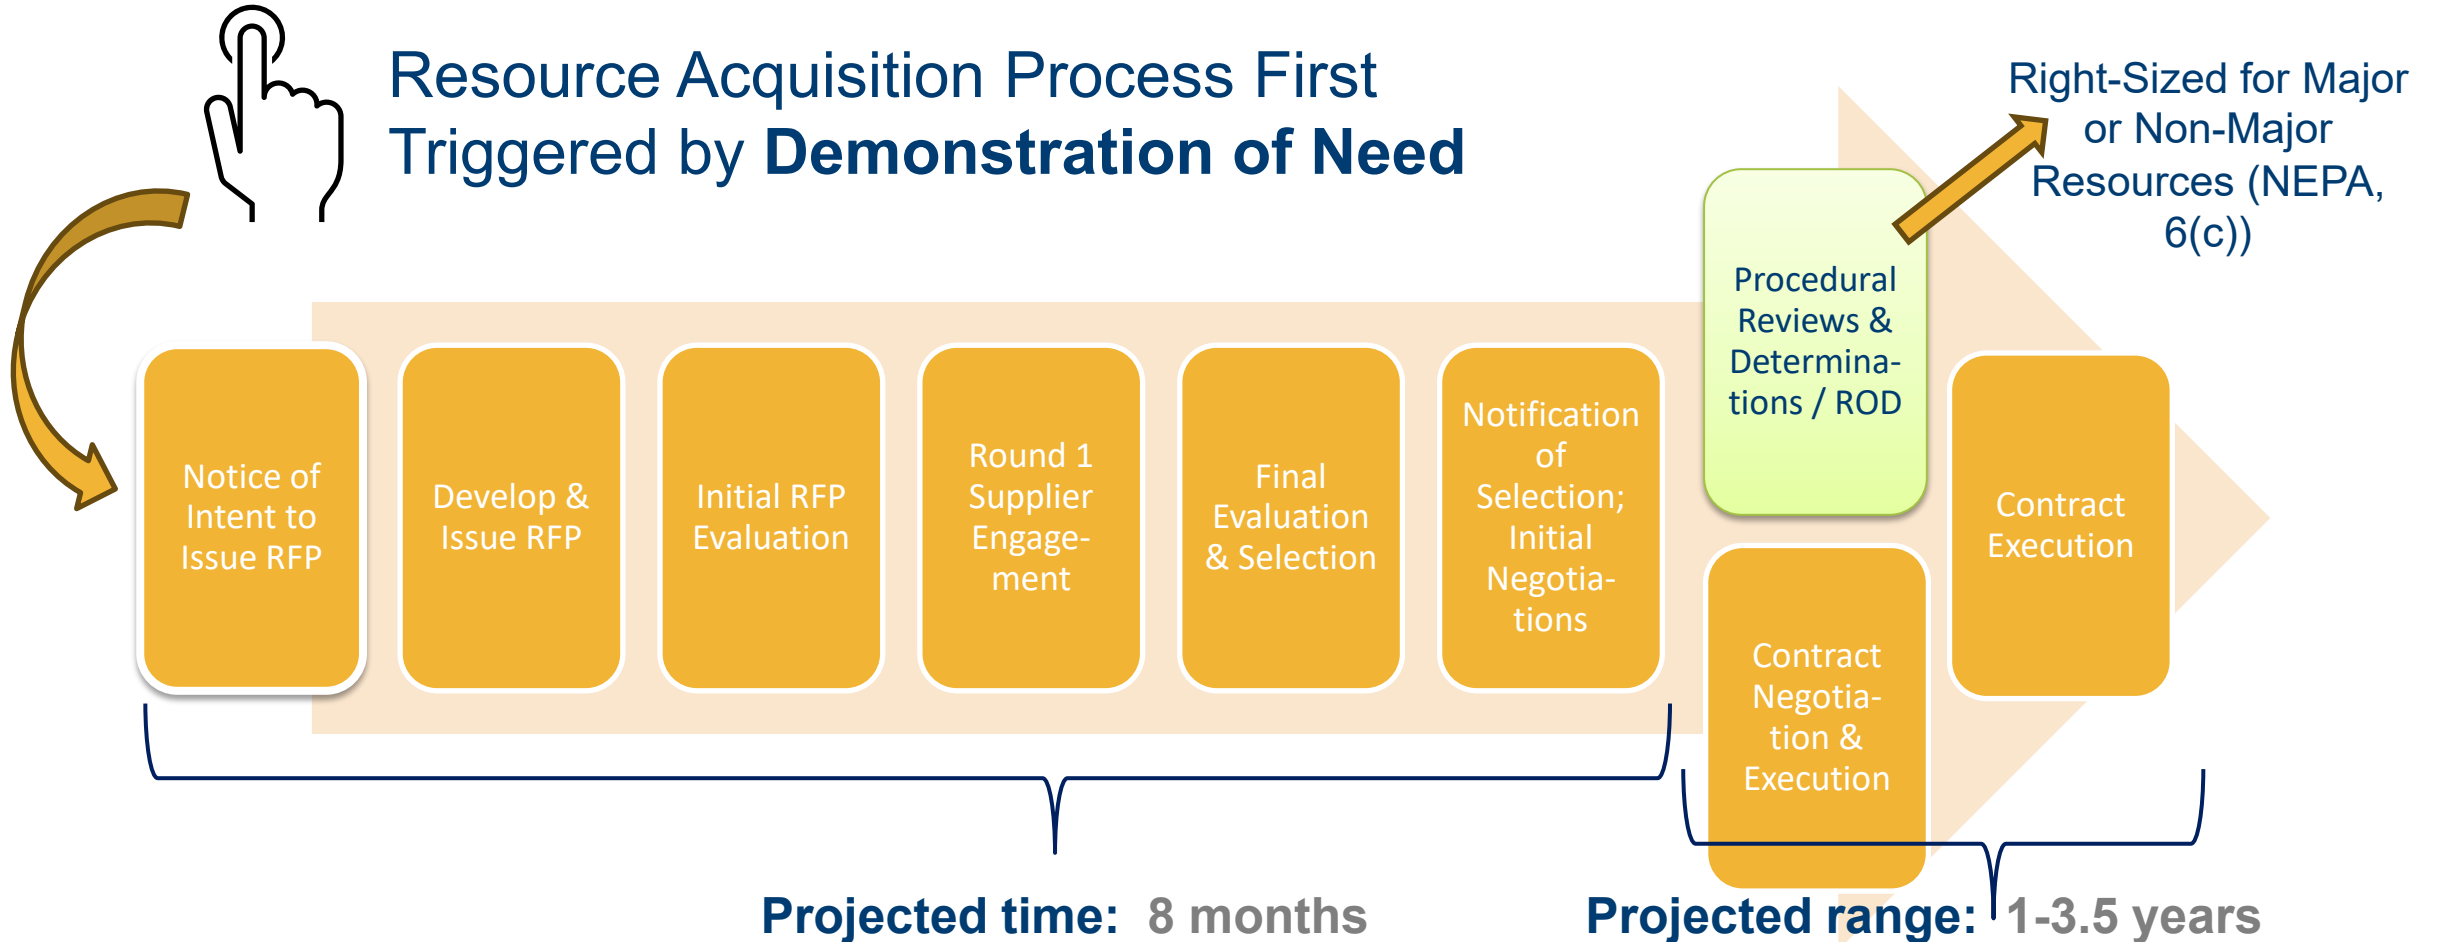 Resource Acquisition Process First
Triggered by Demonstration of Need
Right-Sized for Major
or Non-Major
Resources (NEPA,
6(c))
Notice of
Intent to
Issue RFP
Develop &
Issue RFP
Initial RFP
Evaluation
Round 1
Supplier
Engage-
ment
Final
Evaluation
& Selection
Notification
of
Selection;
Initial
Negotia-
tions
Procedural
Reviews &
Determina-
tions / ROD
Contract
Negotia-
tion &
Execution
Contract
Execution
Projected time: 8 months
Projected range: 1-3.5 years